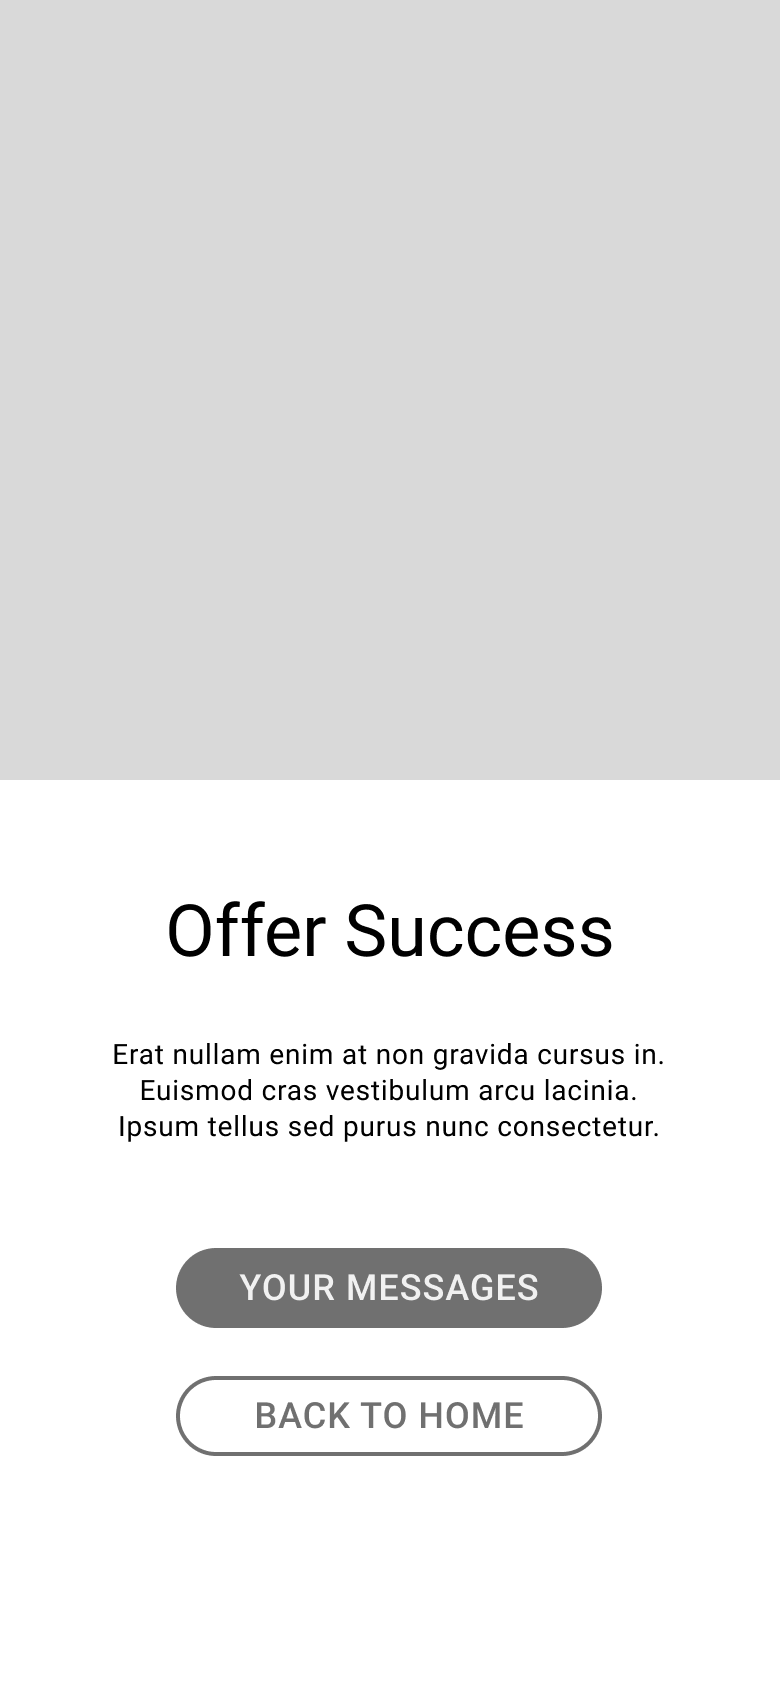 Offer Success
Erat nullam enim at non gravida cursus in.
Euismod cras vestibulum arcu lacinia.
Ipsum tellus sed purus nunc consectetur.
YOUR MESSAGES
BACK TO HOME